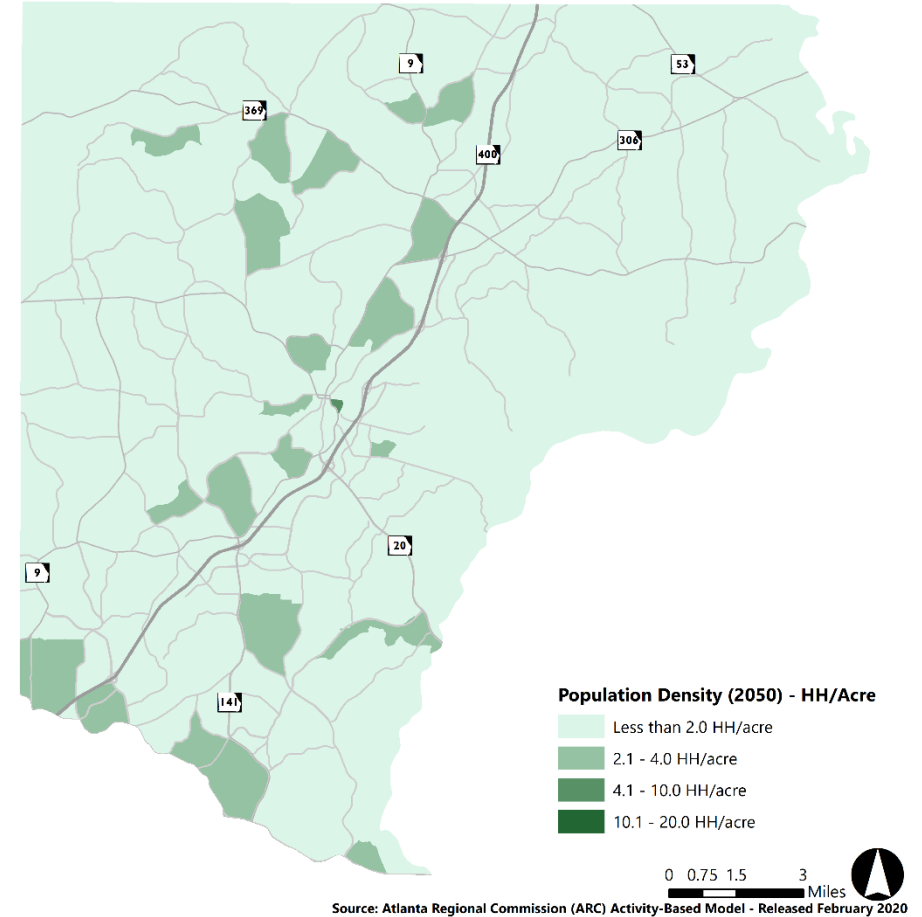 9
53
369
306
400
20
9
141
Population Density (2050) - HH/Acre
Less than 2.0 HH/acre
2.1 - 4.0 HH/acre
4.1 - 10.0 HH/acre
10.1 - 20.0 HH/acre
0 0.75 1.5 3
Miles
Source: Atlanta Regional Commission (ARC) Activity-Based Model - Released February 2020